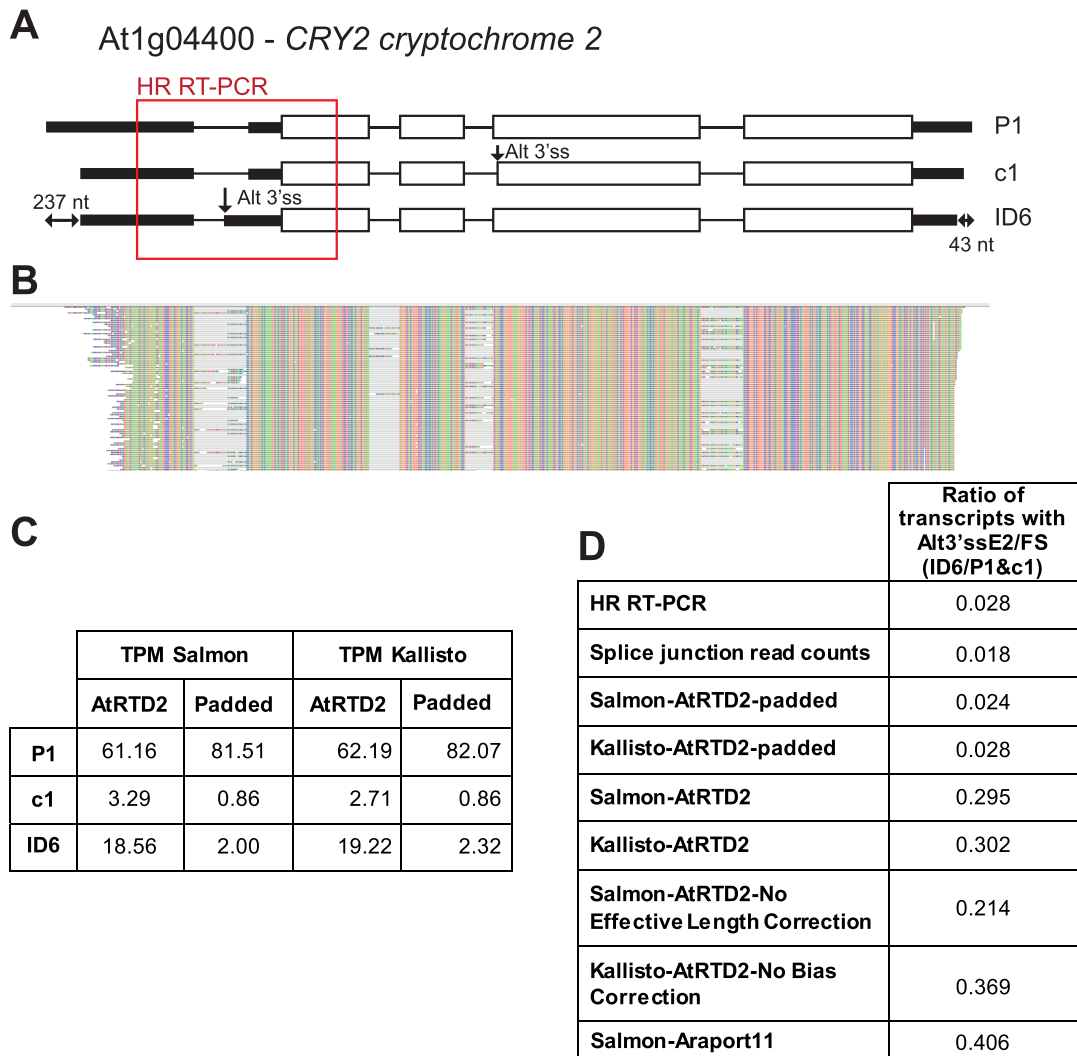 A
At1g04400 - CRY2 cryptochrome 2
HR RT-PCR
P1
Alt 3'ss
c1
237 nt
Alt 3'ss
ID6
43 nt
B
C
TPM Salmon TPM Kallisto
AtRTD2 Padded AtRTD2 Padded
P1 61.16 81.51 62.19 82.07
c1 3.29 0.86 2.71 0.86
ID6 18.56 2.00 19.22 2.32
D
Ratio of
transcripts with
Alt3'ssE2/FS
(ID6/P1&c1)
HR RT-PCR 0.028
Splice junction read counts 0.018
Salmon-AtRTD2-padded 0.024
Kallisto-AtRTD2-padded 0.028
Salmon-AtRTD2 0.295
Kallisto-AtRTD2 0.302
Salmon-AtRTD2-No
Effective Length Correction 0.214
Kallisto-AtRTD2-No Bias
Correction 0.369
Salmon-Araport11 0.406